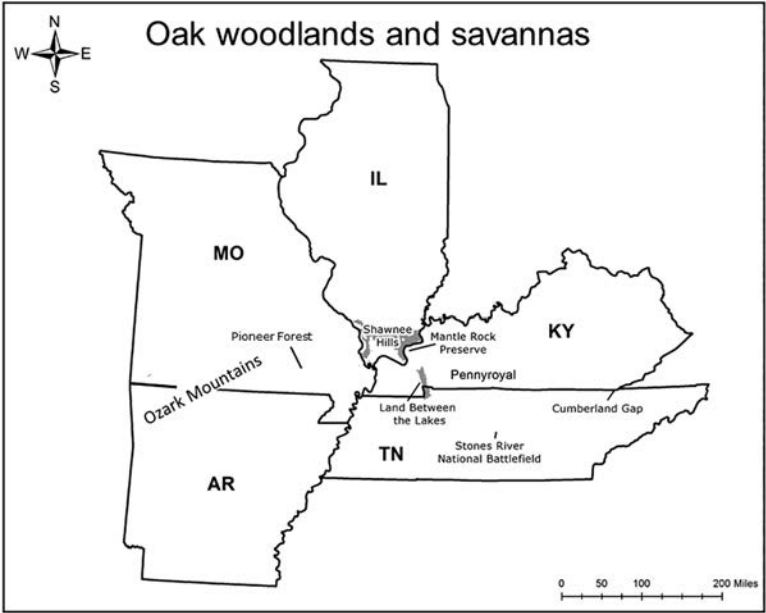 Oak woodlands and savannas
N
W E
S
IL
MO
KY
Shawnee
Hills
Mantle Rock
Preserve
Pioneer Forest
Ozark Mountains
Pennyroyal
Land Between
the Lakes
Cumberland Gap
Stones River
National Battlefield
TN
AR
0 50 100 200 Miles